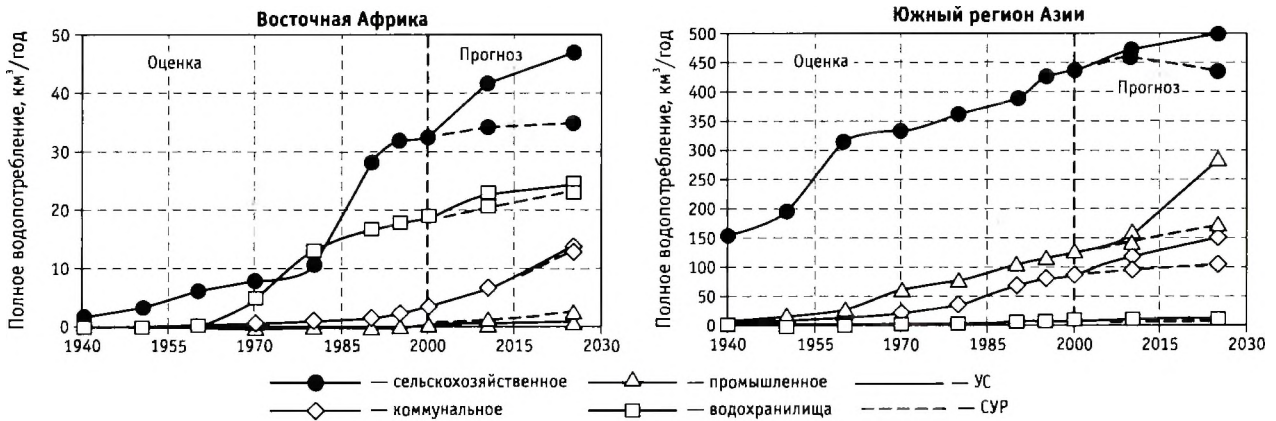 Восточная Африка
Полное водопотребление, км³/год
50
40
30
20
10
0
Оценка
Прогноз
1940 1955 1970 1985 2000 2015 2030
Южный регион Азии
Полное водопотребление, км³/год
500
450
400
350
300
250
200
150
100
50
0
Оценка
Прогноз
1940 1955 1970 1985 2000 2015 2030
— сельскохозяйственное — промышленное — УС
— коммунальное — водохранилища — СУР